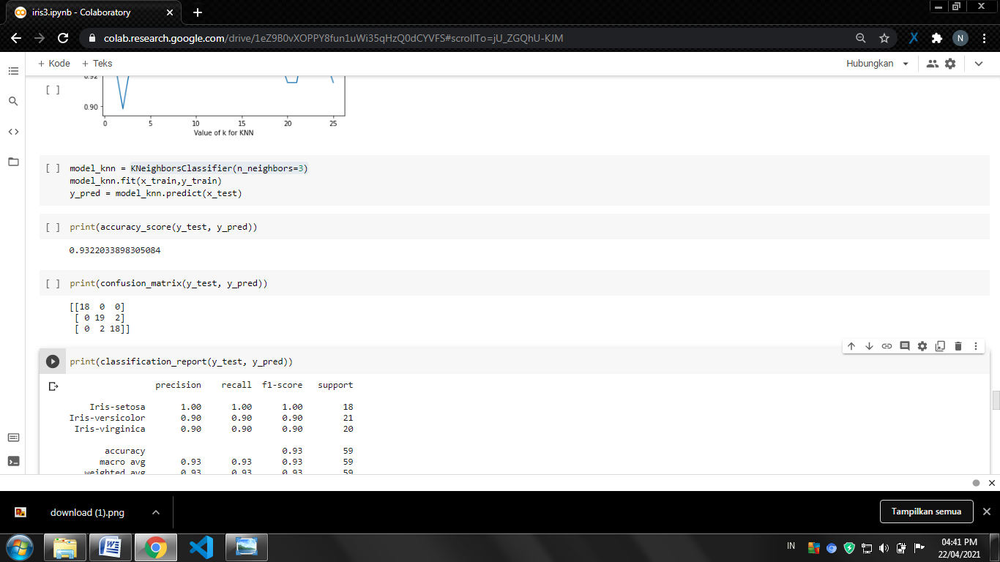 iris3.ipynb - Colaboratory
colab.research.google.com/drive/1eZ9B0vXOPPY8fun1uWi35qHzQ0dCYVFS#scrollTo=jU_ZGQhU-KJM
N
+ Kode + Teks
Hubungkan
0.92
[ ]
0.90
0 5 10 15 20 25
Value of k for KNN
[ ] model_knn = KNeighborsClassifier(n_neighbors=3)
model_knn.fit(x_train,y_train)
y_pred = model_knn.predict(x_test)
[ ] print(accuracy_score(y_test, y_pred))
0.9322033898305084
[ ] print(confusion_matrix(y_test, y_pred))
[[18 0 0]
[ 0 19 2]
[ 0 2 18]]
print(classification_report(y_test, y_pred))
precision recall f1-score support
Iris-setosa 1.00 1.00 1.00 18
Iris-versicolor 0.90 0.90 0.90 21
Iris-virginica 0.90 0.90 0.90 20
accuracy 0.93 59
macro avg 0.93 0.93 0.93 59
weighted avg 0.93 0.93 0.93 59
download (1).png
Tampilkan semua
IN
04:41 PM
22/04/2021